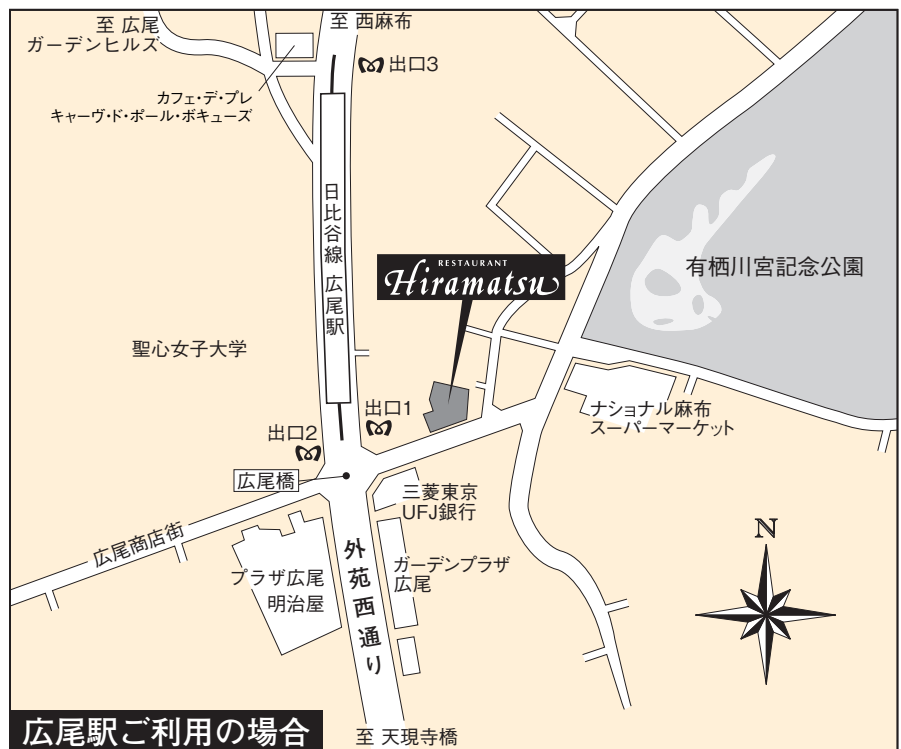 至 西麻布
至 広尾
ガーデンヒルズ
出口3
カフェ・デ・プレ
キャーヴ・ド・ポール・ボキューズ
日比谷線 広尾駅
RESTAURANT
Hiramatsu
有栖川宮記念公園
聖心女子大学
ナショナル麻布
スーパーマーケット
出口1
出口2
広尾橋
三菱東京
UFJ銀行
広尾商店街
外苑西通り
ガーデンプラザ
広尾
プラザ広尾
明治屋
N
広尾駅ご利用の場合
至 天現寺橋